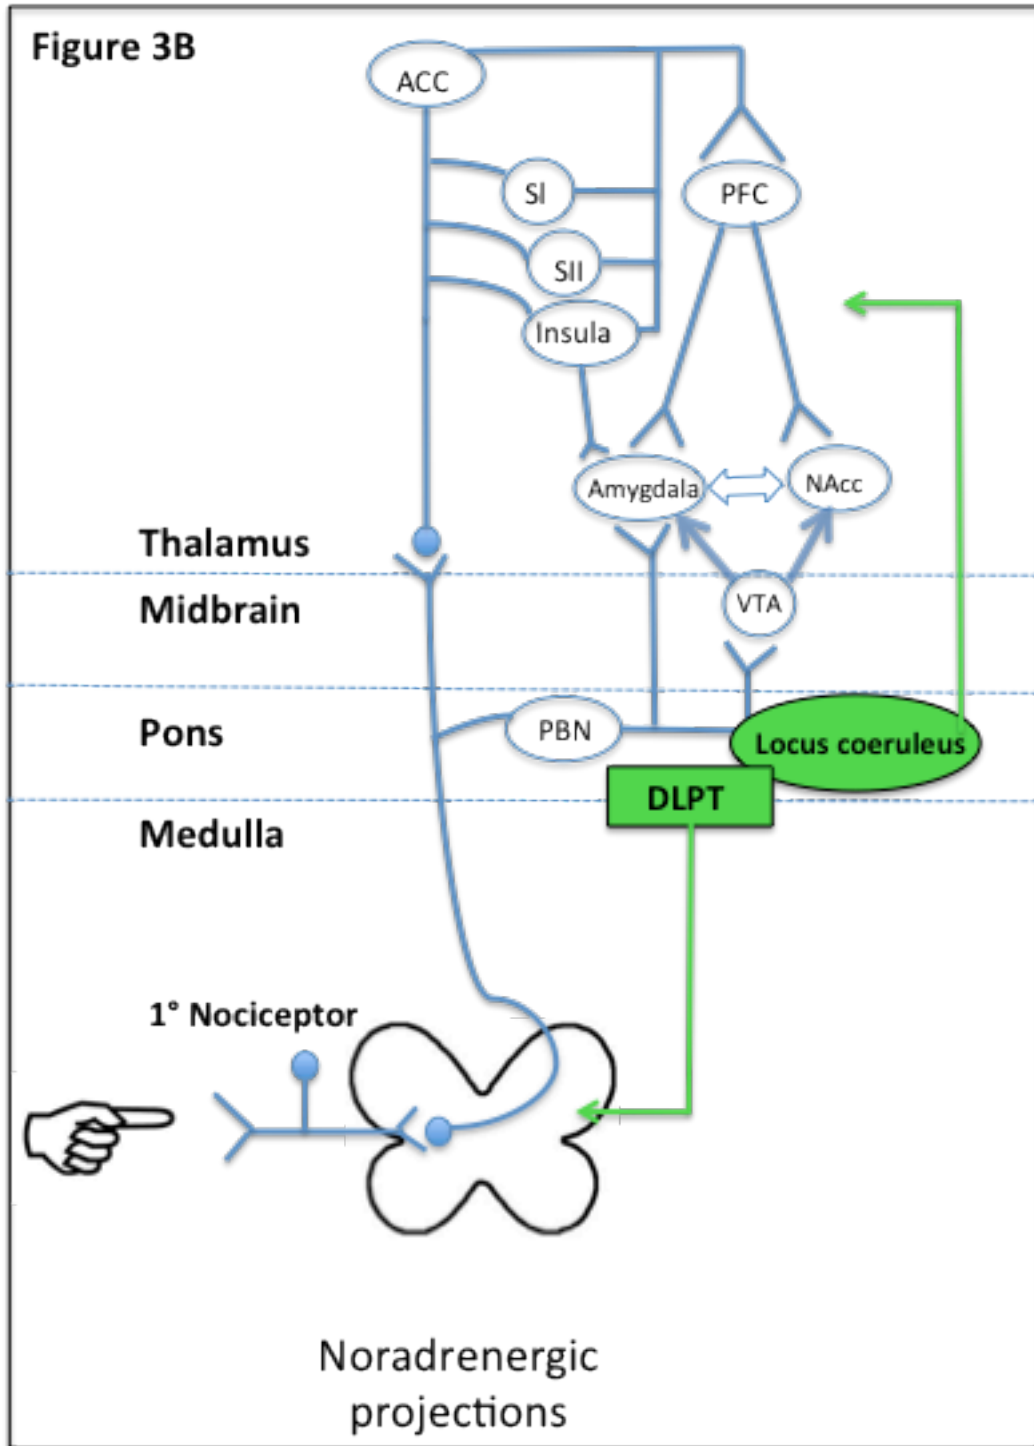 Figure 3B
ACC
SI
PFC
SII
Insula
Amygdala
NAcc
Thalamus
Midbrain
VTA
Pons
PBN
Locus coeruleus
DLPT
Medulla
1° Nociceptor
Noradrenergic
projections